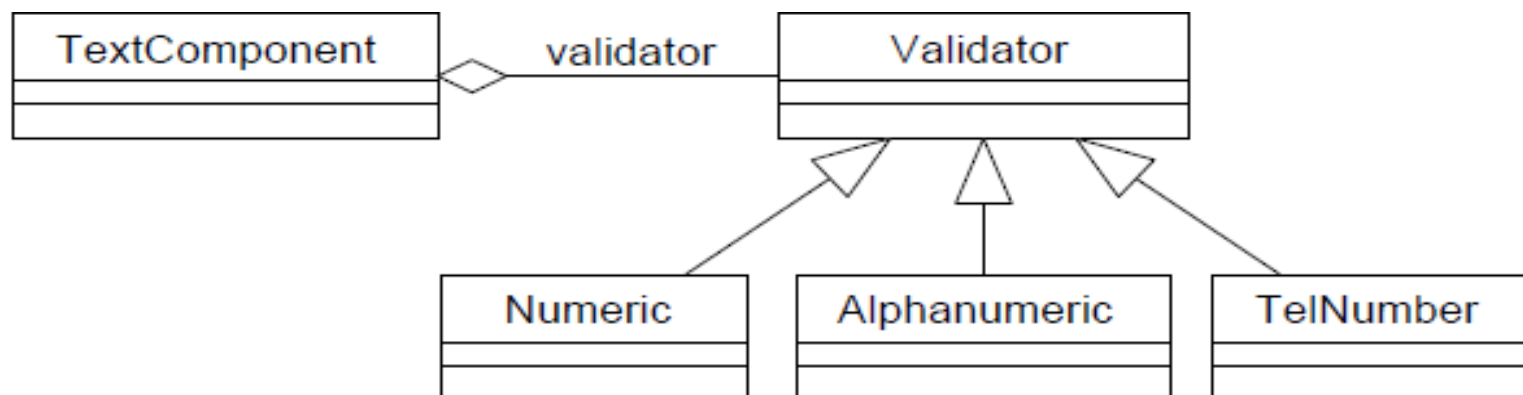 TextComponent
validator
Validator
Numeric
Alphanumeric
TelNumber